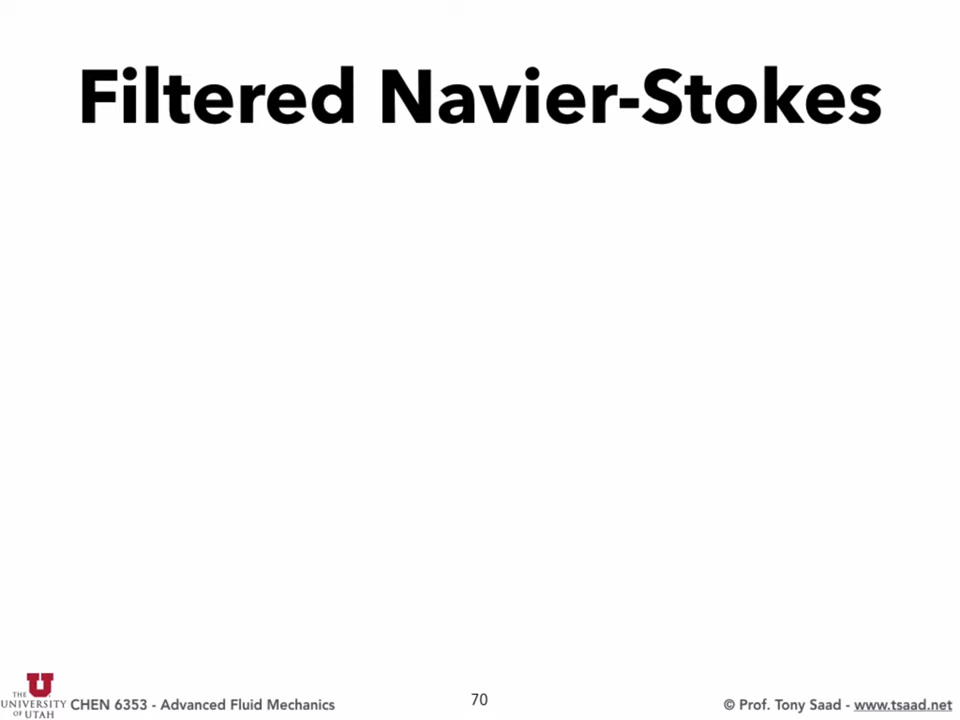 Filtered Navier-Stokes
THE
UNIVERSITY
OF UTAH
CHEN 6353 - Advanced Fluid Mechanics
70
© Prof. Tony Saad - www.tsaad.net